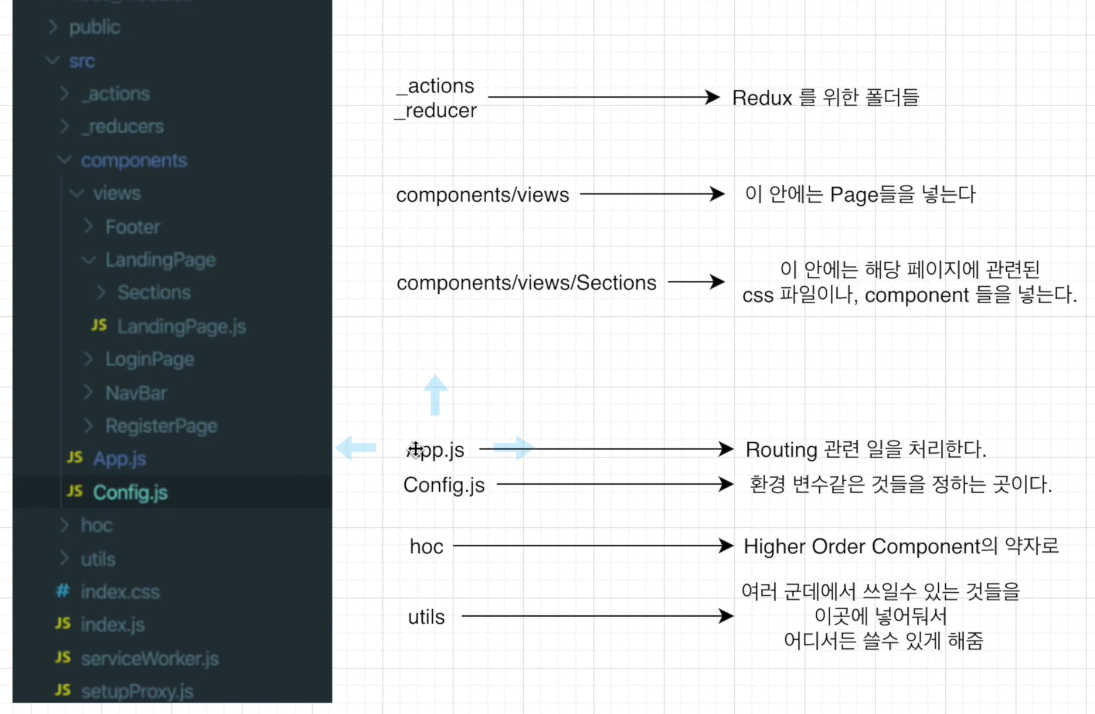 public
src
_actions
_reducers
components
views
Footer
LandingPage
Sections
JS LandingPage.js
LoginPage
NavBar
RegisterPage
JS App.js
JS Config.js
hoc
utils
# index.css
JS index.js
JS serviceWorker.js
JS setupProxy.js
_actions
_reducer
Redux 를 위한 폴더들
components/views
이 안에는 Page들을 넣는다
components/views/Sections
이 안에는 해당 페이지에 관련된
css 파일이나, component 들을 넣는다.
App.js
Routing 관련 일을 처리한다.
Config.js
환경 변수같은 것들을 정하는 곳이다.
hoc
Higher Order Component의 약자로
utils
여러 군데에서 쓰일수 있는 것들을
이곳에 넣어둬서
어디서든 쓸수 있게 해줌